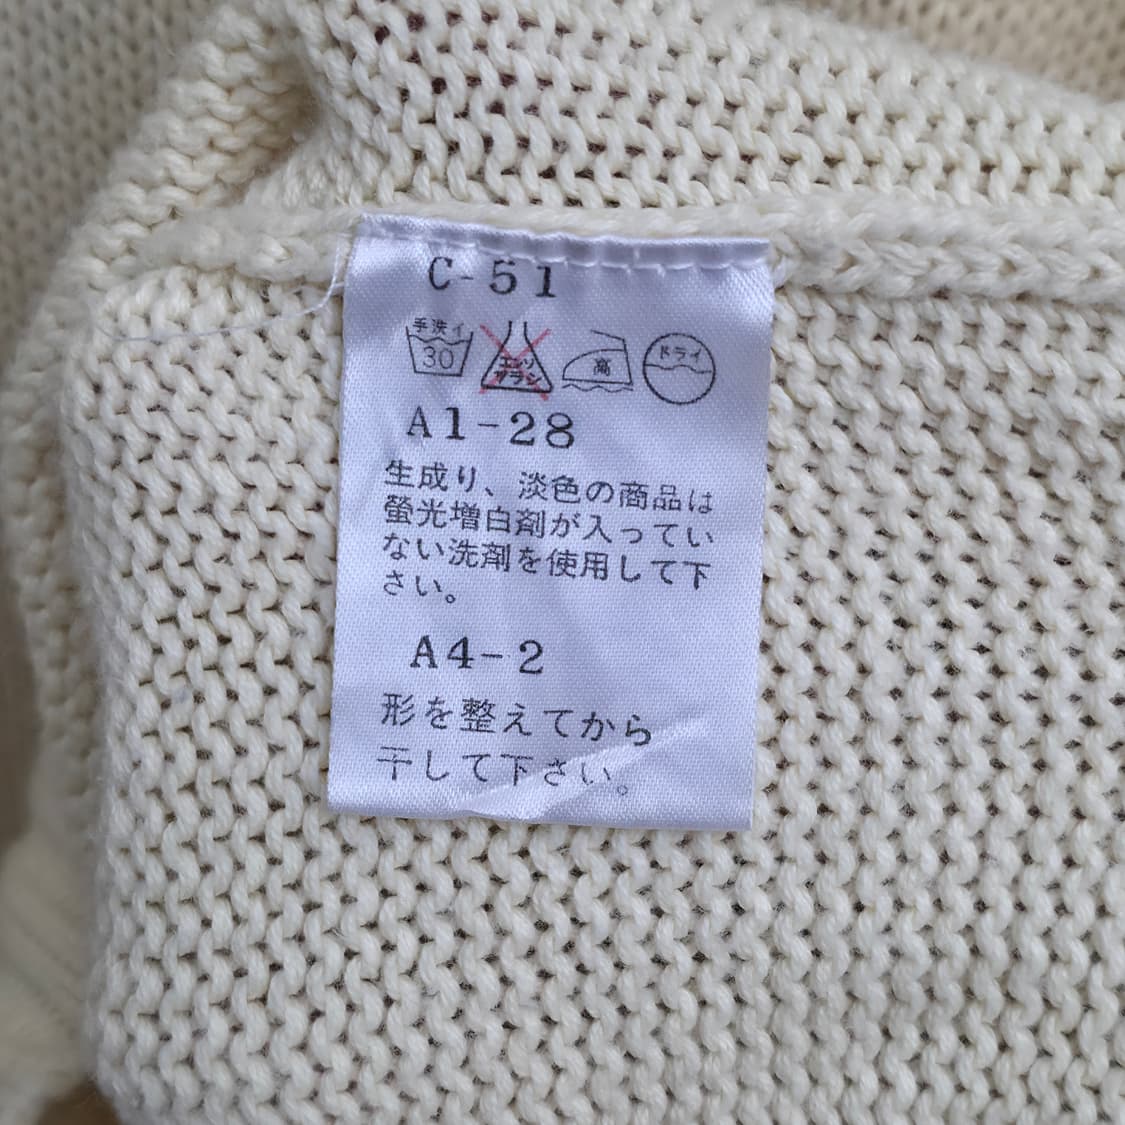 C-51
手洗イ
30
エンソ
サラシ
高
ドライ
A1-28
生成り、淡色の商品は
螢光増白剤が入ってい
ない洗剤を使用して下
さい。
A4-2
形を整えてから
干して下さい。